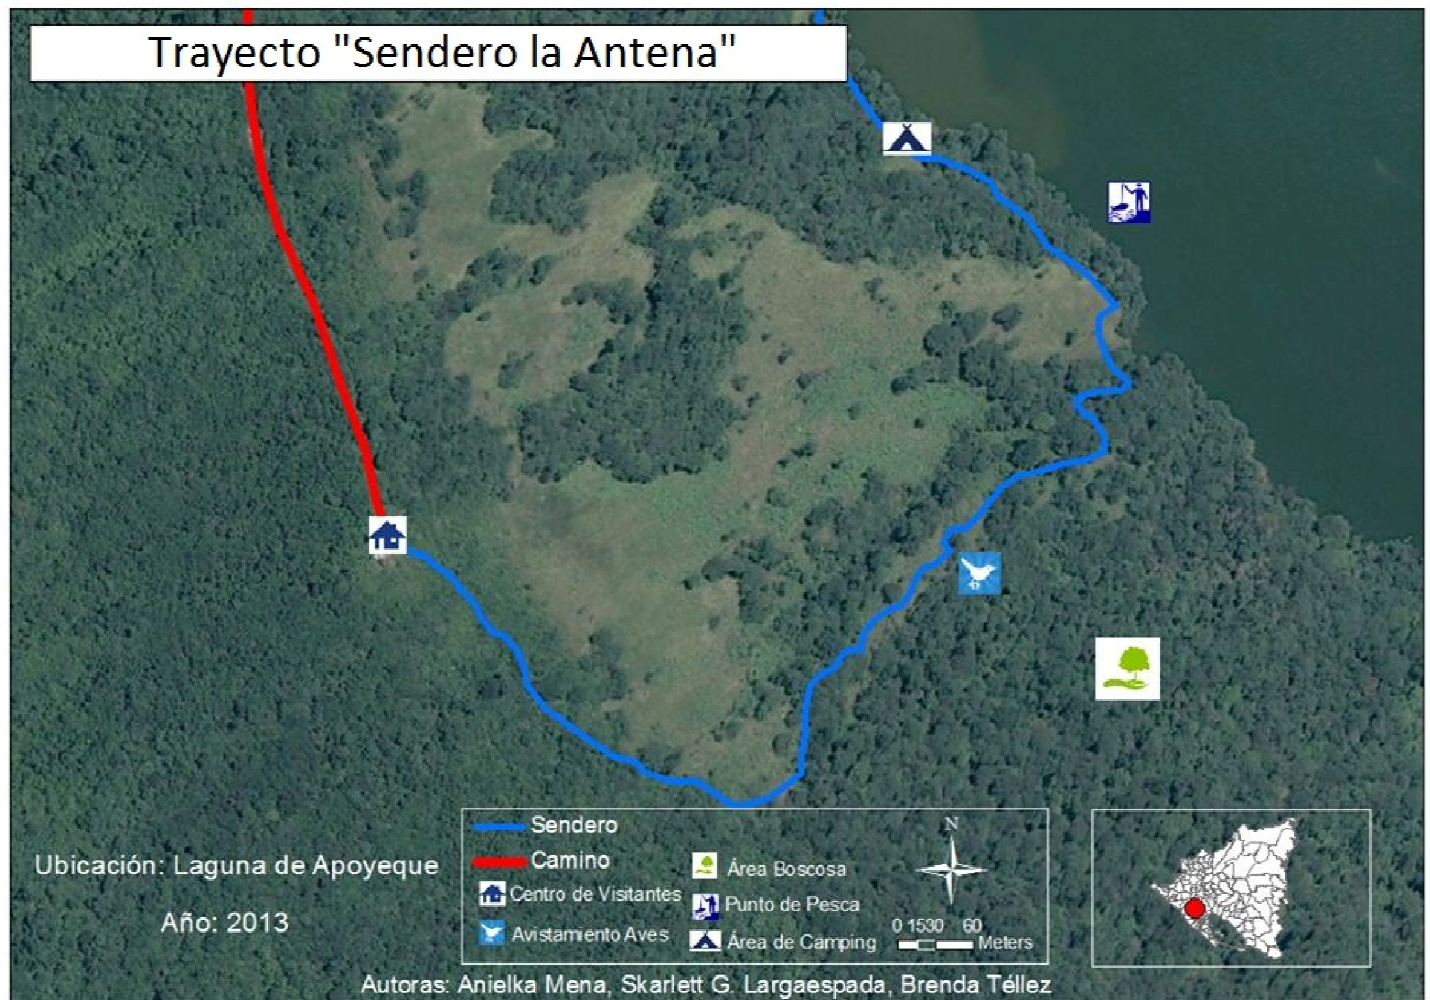 Trayecto "Sendero la Antena"
Sendero
Camino
Centro de Visitantes
Avistamiento Aves
Área Boscosa
Punto de Pesca
Área de Camping
N
0 1530 60
Meters
Ubicación: Laguna de Apoyeque
Año: 2013
Autoras: Anielka Mena, Skarlett G. Largaespada, Brenda Téllez